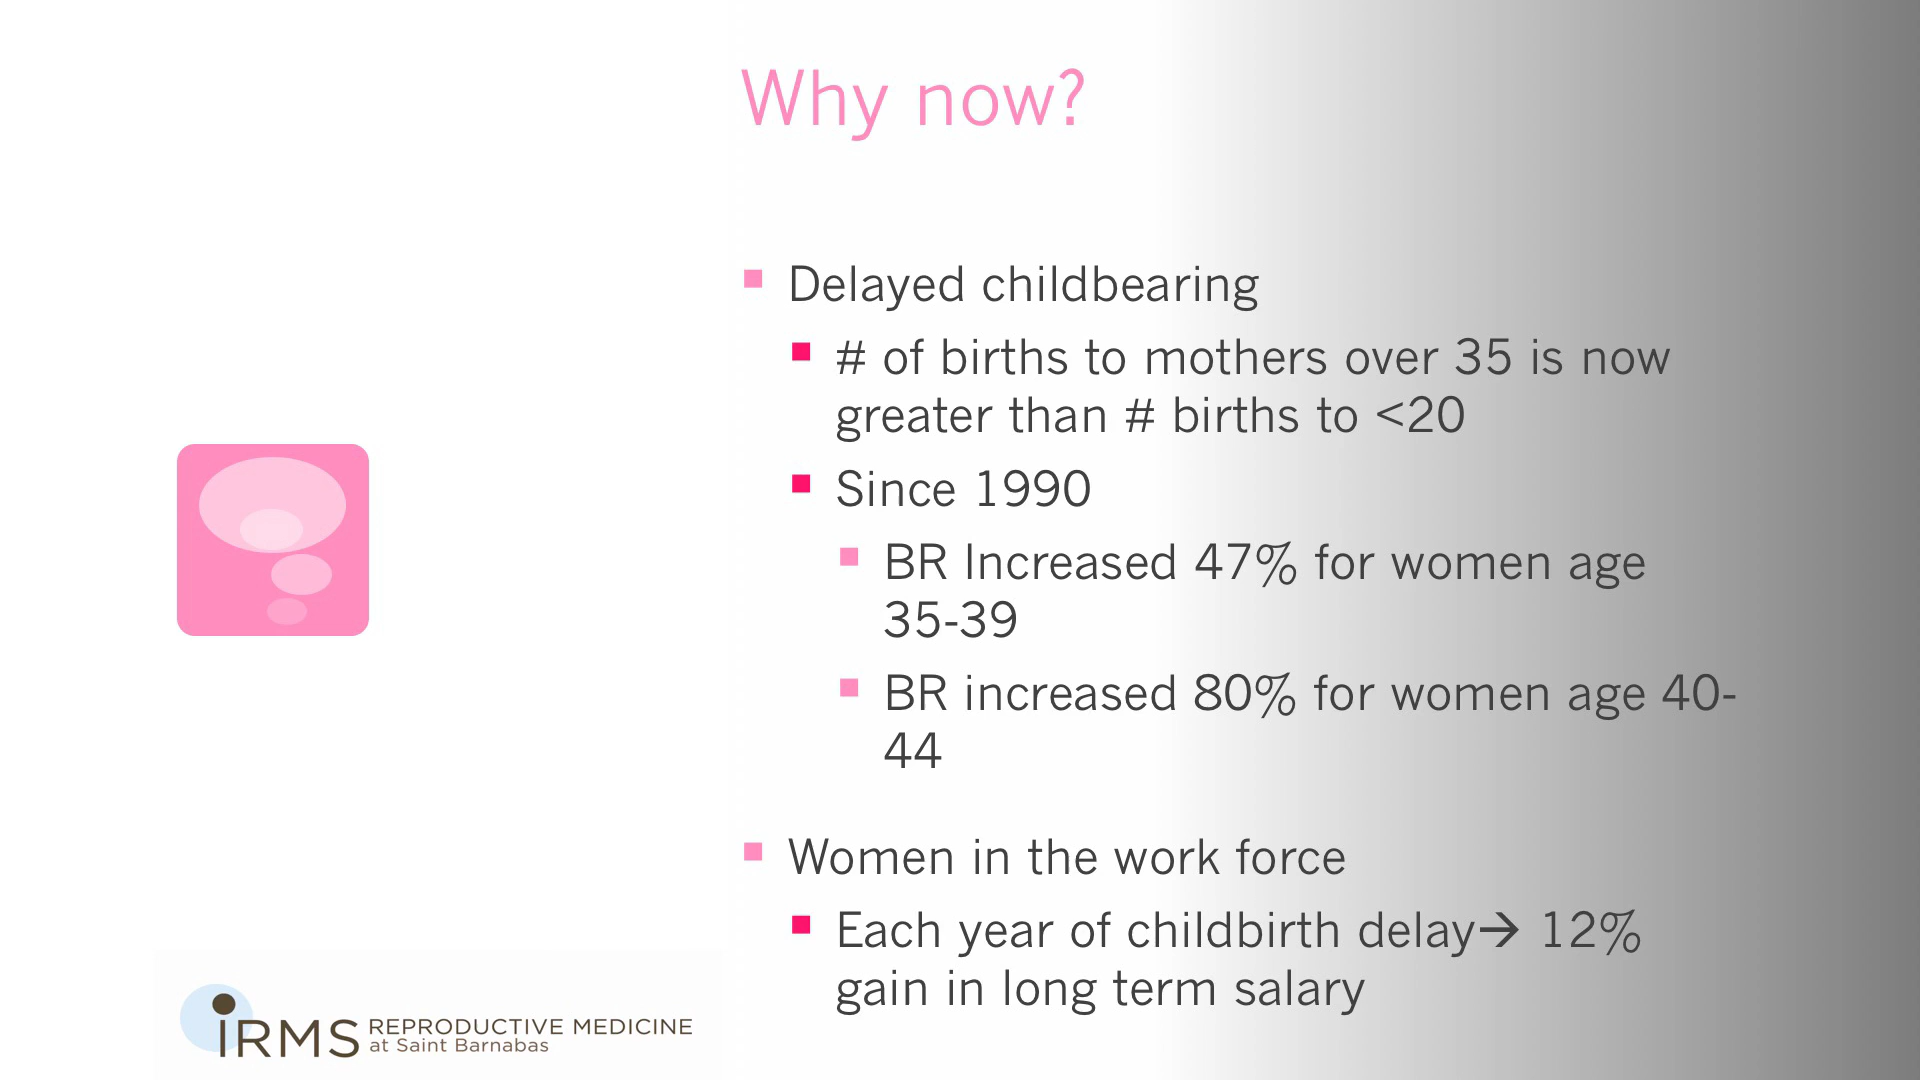 Why now?
Delayed childbearing
# of births to mothers over 35 is now
greater than # births to <20
Since 1990
BR Increased 47% for women age
35-39
BR increased 80% for women age 40-
44
Women in the work force
Each year of childbirth delay→ 12%
gain in long term salary
iRMS REPRODUCTIVE MEDICINE
at Saint Barnabas